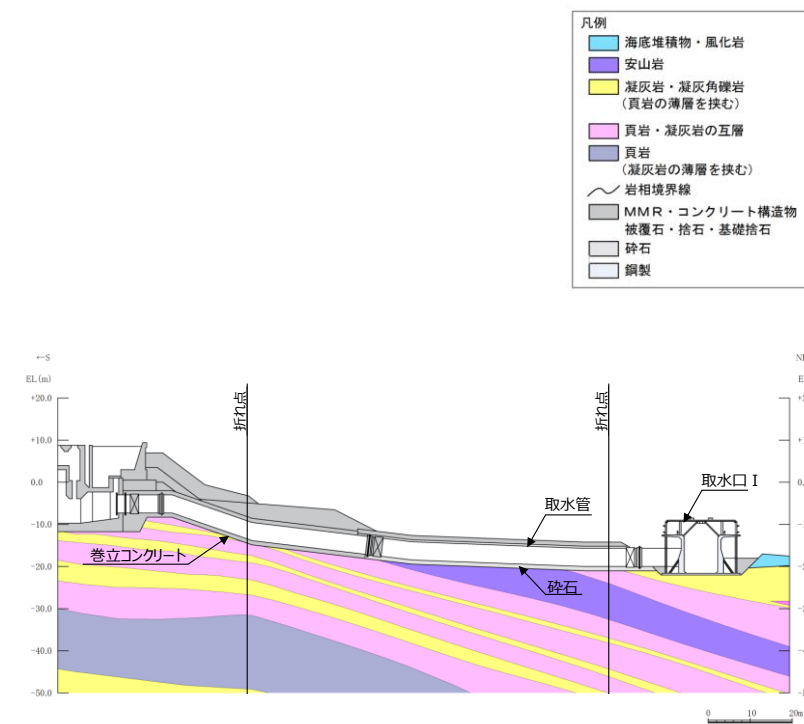 凡例
海底堆積物・風化岩
安山岩
凝灰岩・凝灰角礫岩
(頁岩の薄層を挟む)
頁岩・凝灰岩の互層
頁岩
(凝灰岩の薄層を挟む)
岩相境界線
MMR・コンクリート構造物
被覆石・捨石・基礎捨石
砕石
鋼製
←S
EL(m)
+20.0
+10.0
0.0
-10.0
-20.0
-30.0
-40.0
-50.0
折れ点
折れ点
取水口Ⅰ
取水管
巻立コンクリート
砕石
0 10 20m